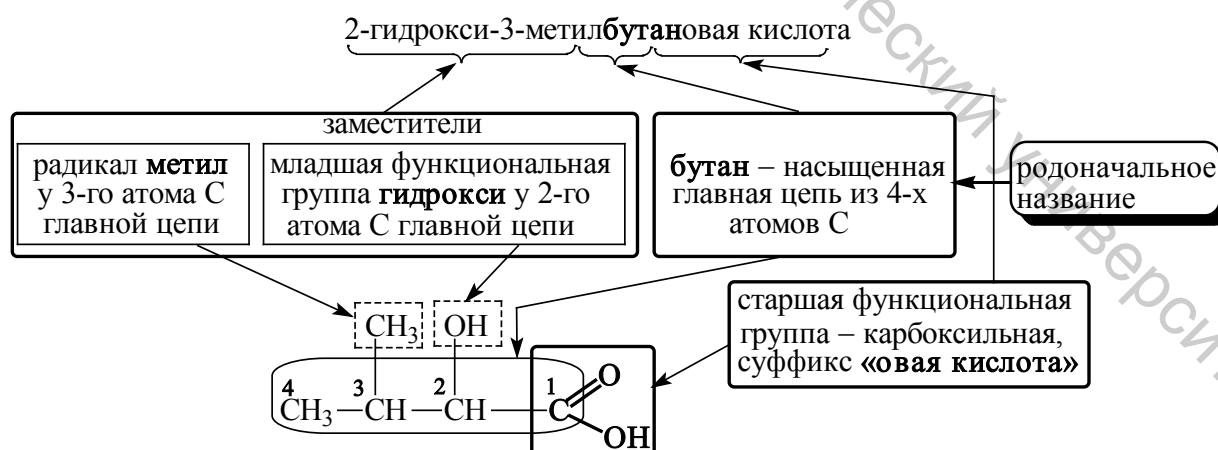 2-гидрокси-3-метилбутановая кислота
заместители
радикал метил
у 3-го атома С
главной цепи
младшая функциональная
группа гидрокси у 2-го
атома С главной цепи
бутан – насыщенная
главная цепь из 4-х
атомов С
родоначальное
название
старшая функциональная
группа – карбоксильная,
суффикс «овая кислота»
CH3 OH
4 3 2 1 O
CH3—CH—CH—C
OH
ческий университ